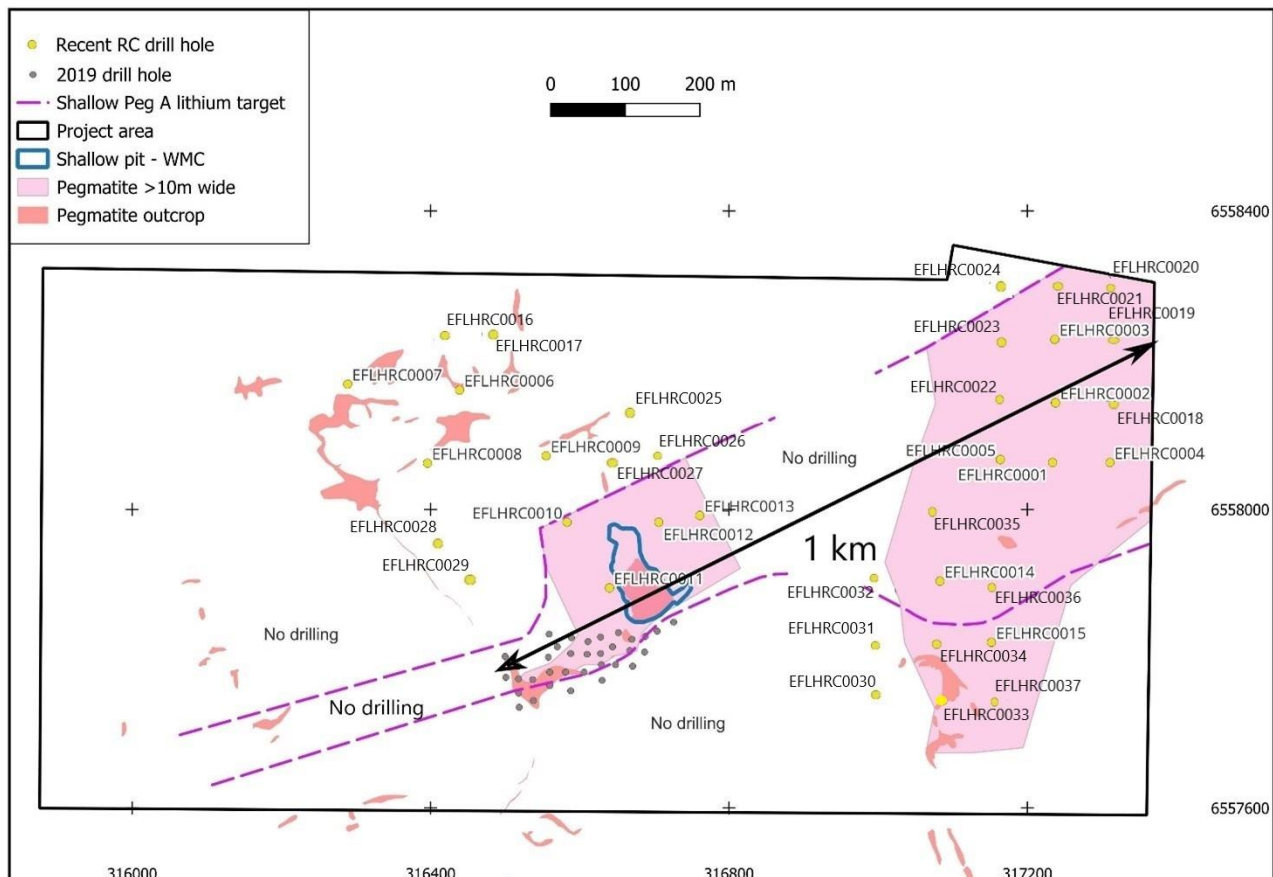 Recent RC drill hole
2019 drill hole
Shallow Peg A lithium target
Project area
Shallow pit - WMC
Pegmatite >10m wide
Pegmatite outcrop
0 100 200 m
6558400
EFLHRC0024
EFLHRC0020
EFLHRC0021
EFLHRC0019
EFLHRC0016
EFLHRC0023
EFLHRC0003
EFLHRC0017
EFLHRC0007
EFLHRC0006
EFLHRC0022
EFLHRC0002
EFLHRC0025
EFLHRC0018
EFLHRC0026
EFLHRC0009
EFLHRC0008
No drilling
EFLHRC0005
EFLHRC0004
EFLHRC0027
EFLHRC0001
EFLHRC0013
EFLHRC0010
6558000
EFLHRC0028
EFLHRC0012
EFLHRC0035
1 km
EFLHRC0029
EFLHRC0011
EFLHRC0014
EFLHRC0032
EFLHRC0036
No drilling
EFLHRC0031
EFLHRC0015
EFLHRC0034
EFLHRC0030
EFLHRC0037
No drilling
No drilling
EFLHRC0033
6557600
316000
316400
316800
317200